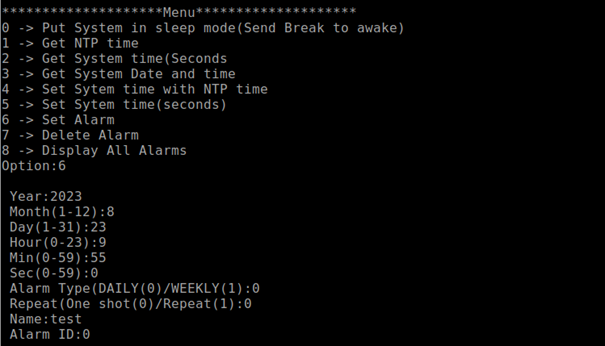 ********************Menu********************
0 -> Put System in sleep mode(Send Break to awake)
1 -> Get NTP time
2 -> Get System time(Seconds
3 -> Get System Date and time
4 -> Set Sytem time with NTP time
5 -> Set Sytem time(seconds)
6 -> Set Alarm
7 -> Delete Alarm
8 -> Display All Alarms
Option:6
Year:2023
Month(1-12):8
Day(1-31):23
Hour(0-23):9
Min(0-59):55
Sec(0-59):0
Alarm Type(DAILY(0)/WEEKLY(1):0
Repeat(One shot(0)/Repeat(1):0
Name:test
Alarm ID:0